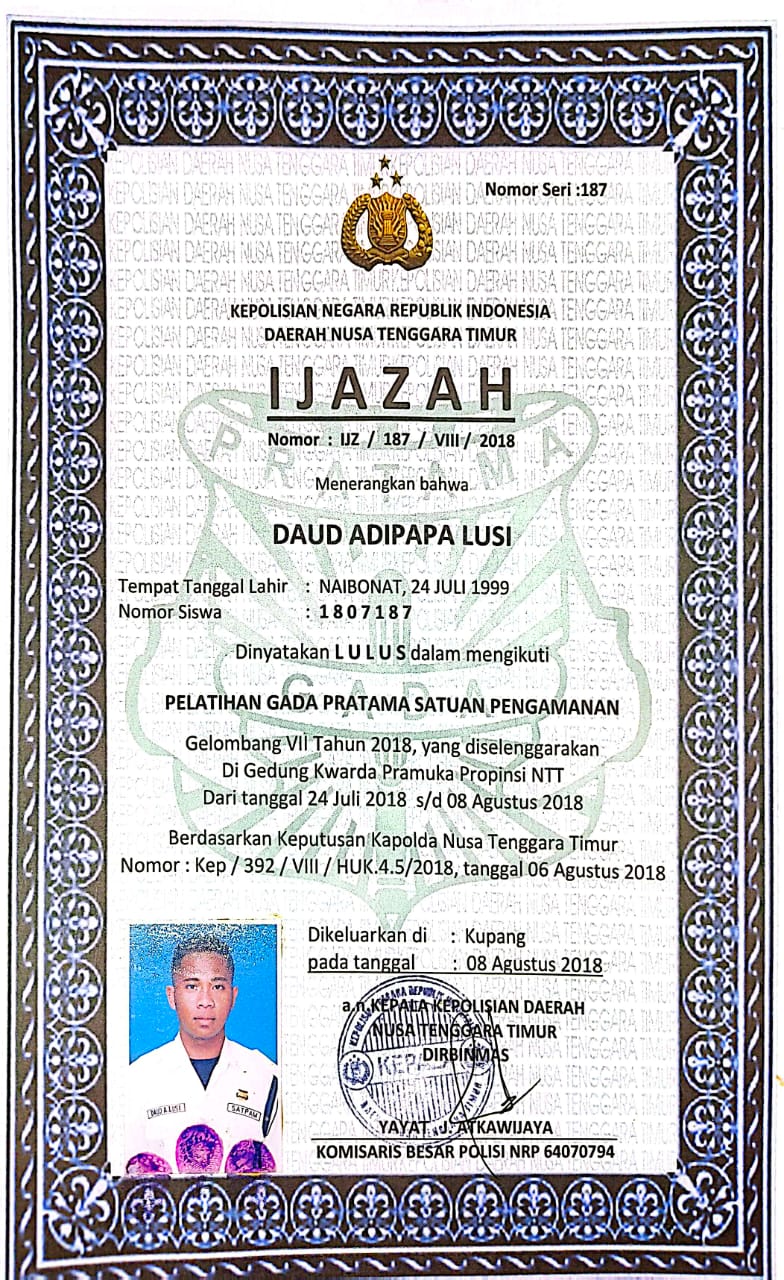 Nomor Seri :187
KEPOLISIAN NEGARA REPUBLIK INDONESIA
DAERAH NUSA TENGGARA TIMUR
IJAZAH
Nomor : IJZ / 187 / VIII / 2018
Menerangkan bahwa
DAUD ADIPAPA LUSI
Tempat Tanggal Lahir : NAIBONAT, 24 JULI 1999
Nomor Siswa : 1807187
Dinyatakan LULUS dalam mengikuti
PELATIHAN GADA PRATAMA SATUAN PENGAMANAN
Gelombang VII Tahun 2018, yang diselenggarakan
Di Gedung Kwarda Pramuka Propinsi NTT
Dari tanggal 24 Juli 2018 s/d 08 Agustus 2018
Berdasarkan Keputusan Kapolda Nusa Tenggara Timur
Nomor : Kep / 392 / VIII / HUK.4.5/2018, tanggal 06 Agustus 2018
Dikeluarkan di : Kupang
pada tanggal : 08 Agustus 2018
a.n.KEPALA KEPOLISIAN DAERAH
NUSA TENGGARA TIMUR
DIRBINMAS
YAYAT
KOMISARIS BESAR POLISI NRP 64070794
DAUD A.LUSI
SATPAM
PRATAMA
GADA